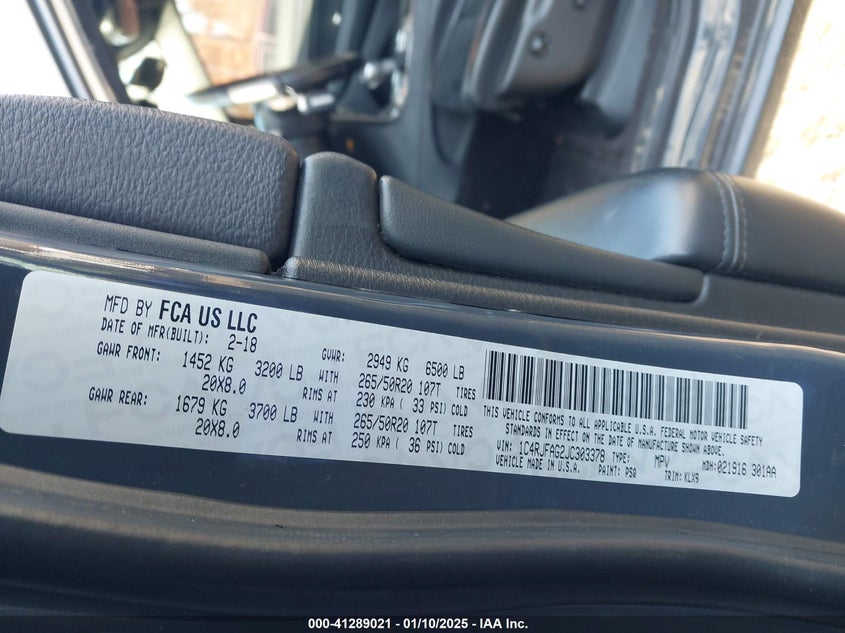 MFD BY FCA US LLC
DATE OF MFR(BUILT): 2-18 GVWR: 2949 KG 6500 LB
GAWR FRONT: 1452 KG 3200 LB WITH 265/50R20 107T TIRES
20X8.0 RIMS AT 230 KPA ( 33 PSI) COLD
GAWR REAR: 1679 KG 3700 LB WITH 265/50R20 107T TIRES
20X8.0 RIMS AT 250 KPA ( 36 PSI) COLD
THIS VEHICLE CONFORMS TO ALL APPLICABLE U.S.A. FEDERAL MOTOR VEHICLE SAFETY
STANDARDS IN EFFECT ON THE DATE OF MANUFACTURE SHOWN ABOVE.
VIN: 1C4RJFAG2JC303378 TYPE: MPV MDH:021916 301AA
VEHICLE MADE IN U.S.A. PAINT: PSQ TRIM: KLX9
000-41289021 - 01/10/2025 - IAA Inc.